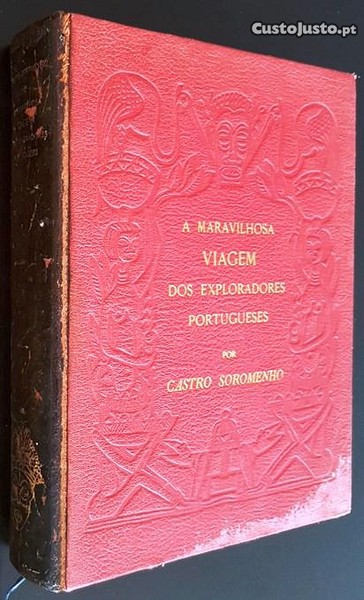 CustoJusto.pt
A MARAVILHOSA
VIAGEM
DOS EXPLORADORES
PORTUGUESES
POR
CASTRO SOROMENHO